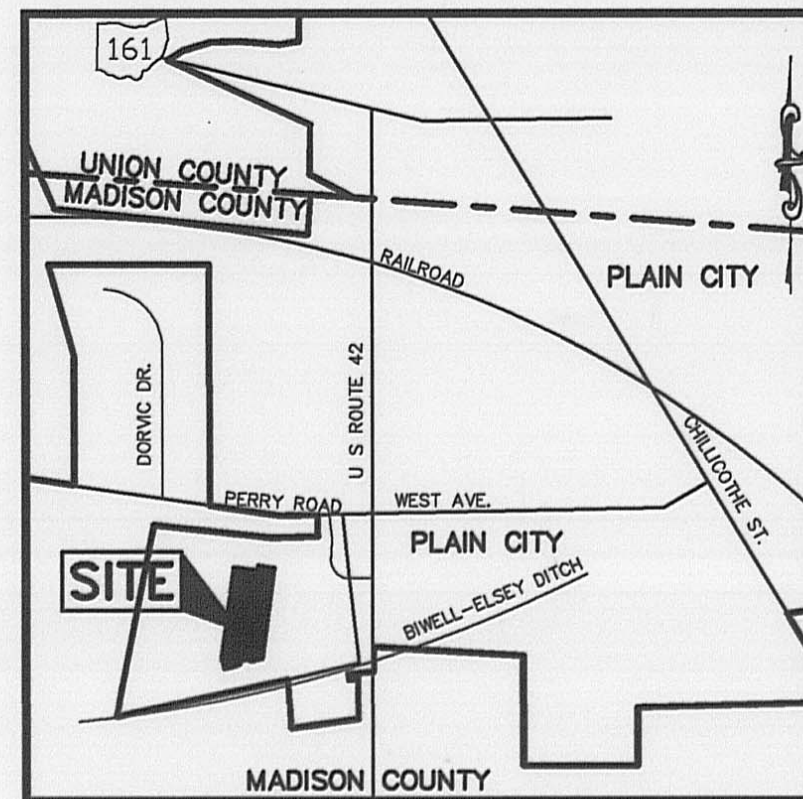 161
UNION COUNTY
MADISON COUNTY
RAILROAD
PLAIN CITY
DORVIC DR.
U S ROUTE 42
CHILLICOTHE ST.
PERRY ROAD
WEST AVE.
PLAIN CITY
SITE
BIWELL-ELSEY DITCH
MADISON COUNTY